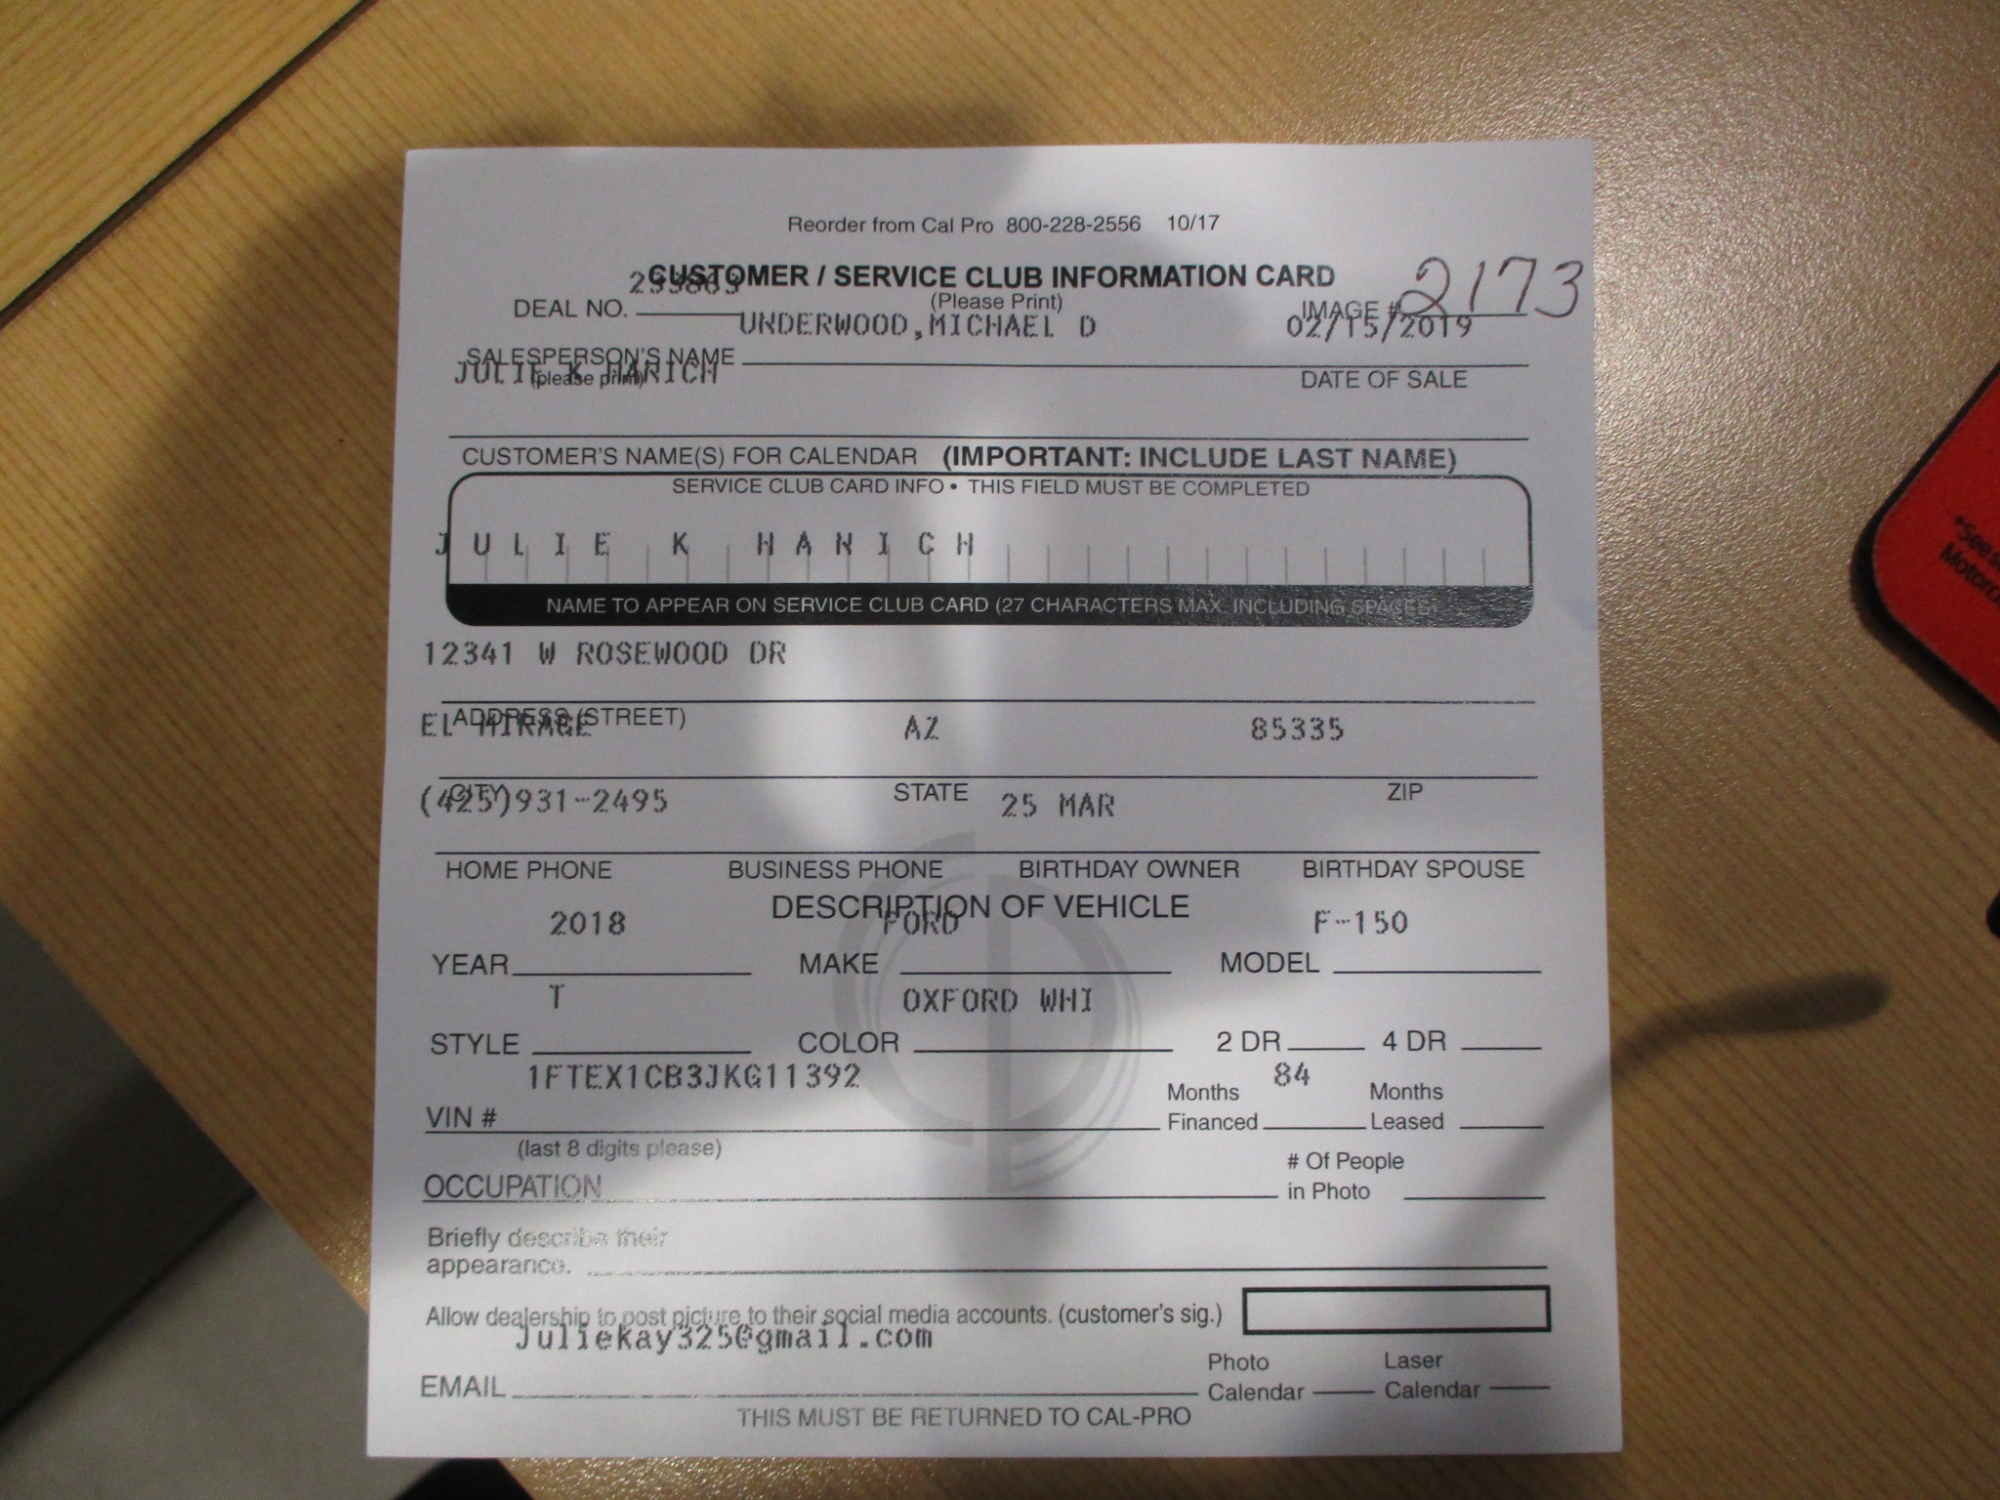 Reorder from Cal Pro 800-228-2556 10/17
CUSTOMER / SERVICE CLUB INFORMATION CARD
(Please Print)
DEAL NO. IMAGE # 2173
UNDERWOOD,MICHAEL D 02/15/2019
SALESPERSON'S NAME
(please print) DATE OF SALE
JULIE K HANICH
CUSTOMER'S NAME(S) FOR CALENDAR (IMPORTANT: INCLUDE LAST NAME)
SERVICE CLUB CARD INFO • THIS FIELD MUST BE COMPLETED
JULIE K HANICH
NAME TO APPEAR ON SERVICE CLUB CARD (27 CHARACTERS MAX. INCLUDING SPACES)
12341 W ROSEWOOD DR
ADDRESS (STREET)
EL MIRAGE AZ 85335
CITY STATE ZIP
(425)931-2495 25 MAR
HOME PHONE BUSINESS PHONE BIRTHDAY OWNER BIRTHDAY SPOUSE
DESCRIPTION OF VEHICLE
2018 FORD F-150
YEAR MAKE MODEL
T OXFORD WHI
STYLE COLOR 2 DR 4 DR
1FTEX1CB3JKG11392 84
VIN # Months Financed Months Leased
(last 8 digits please)
OCCUPATION # Of People in Photo
Briefly describe their
appearance.
Allow dealership to post picture to their social media accounts. (customer's sig.)
Juliekay325@gmail.com
EMAIL Photo Calendar Laser Calendar
THIS MUST BE RETURNED TO CAL-PRO
*See s
Motorc